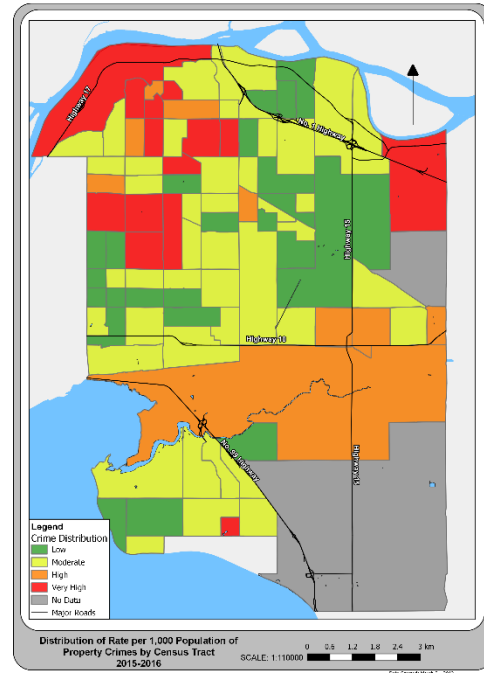 Highway 17
No. 1 Highway
Highway 15
Highway 10
No. 99 Highway
Highway 15
Legend
Crime Distribution
Low
Moderate
High
Very High
No Data
Major Roads
Distribution of Rate per 1,000 Population of
Property Crimes by Census Tract
2015-2016
SCALE: 1:110000
0 0.6 1.2 1.8 2.4 3 km